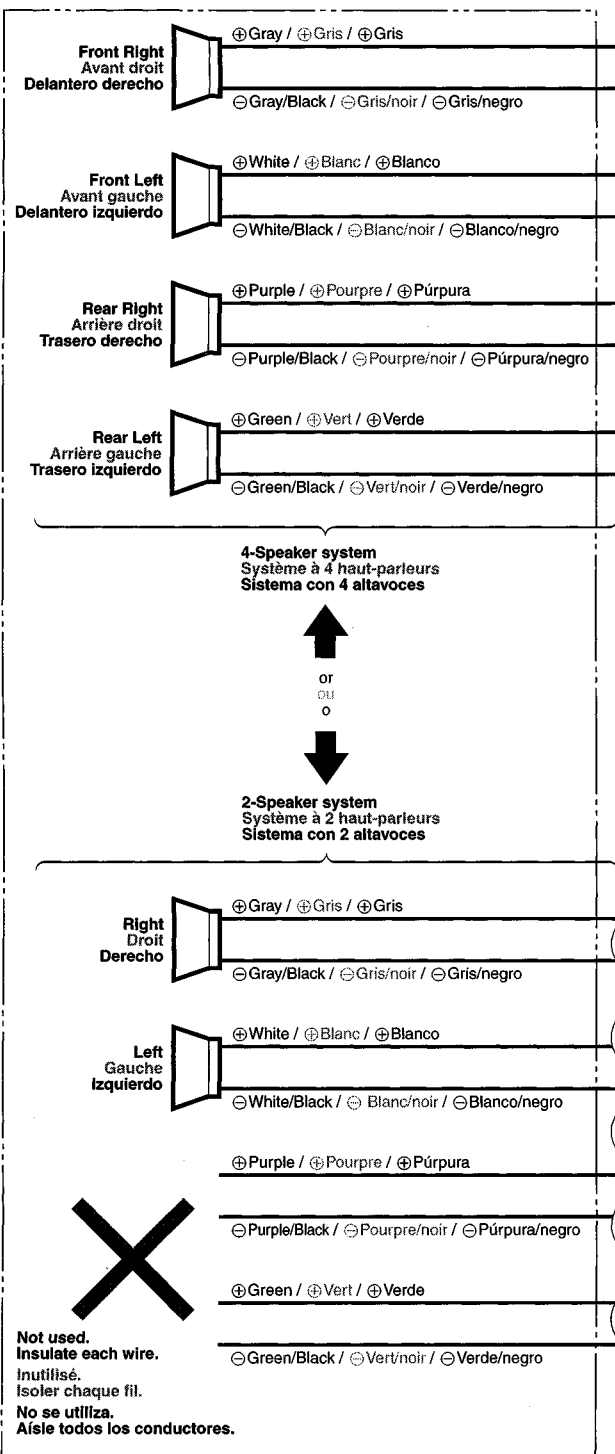 ⊕Gray / ⊕Gris / ⊕Gris
Front Right
Avant droit
Delantero derecho
⊖Gray/Black / ⊖Gris/noir / ⊖Gris/negro
⊕White / ⊕Blanc / ⊕Blanco
Front Left
Avant gauche
Delantero izquierdo
⊖White/Black / ⊖Blanc/noir / ⊖Blanco/negro
⊕Purple / ⊕Pourpre / ⊕Púrpura
Rear Right
Arrière droit
Trasero derecho
⊖Purple/Black / ⊖Pourpre/noir / ⊖Púrpura/negro
⊕Green / ⊕Vert / ⊕Verde
Rear Left
Arrière gauche
Trasero izquierdo
⊖Green/Black / ⊖Vert/noir / ⊖Verde/negro
4-Speaker system
Système à 4 haut-parleurs
Sistema con 4 altavoces
or
ou
o
2-Speaker system
Système à 2 haut-parleurs
Sistema con 2 altavoces
⊕Gray / ⊕Gris / ⊕Gris
Right
Droit
Derecho
⊖Gray/Black / ⊖Gris/noir / ⊖Gris/negro
⊕White / ⊕Blanc / ⊕Blanco
Left
Gauche
Izquierdo
⊖White/Black / ⊖ Blanc/noir / ⊖Blanco/negro
⊕Purple / ⊕Pourpre / ⊕Púrpura
⊖Purple/Black / ⊖Pourpre/noir / ⊖Púrpura/negro
⊕Green / ⊕Vert / ⊕Verde
⊖Green/Black / ⊖Vert/noir / ⊖Verde/negro
Not used.
Insulate each wire.
Inutilisé.
Isoler chaque fil.
No se utiliza.
Aísle todos los conductores.